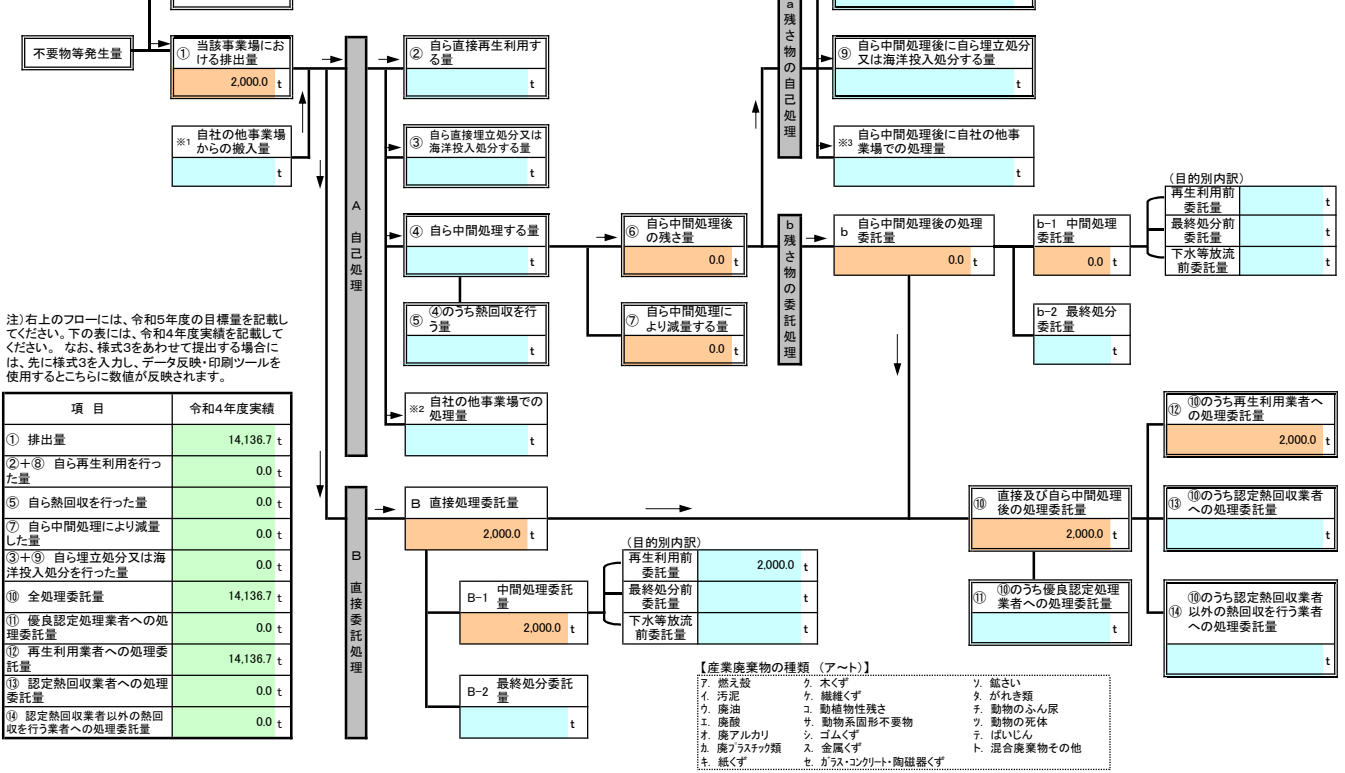 不要物等発生量
①
当該事業場にお
ける排出量
2,000.0 t
※1
自社の他事業場
からの搬入量
t
A 自己処理
②
自ら直接再生利用す
る量
t
③
自ら直接埋立処分又は
海洋投入処分する量
t
④ 自ら中間処理する量
t
⑤
④のうち熱回収を行
う量
t
※2
自社の他事業場での
処理量
t
⑥
自ら中間処理後
の残さ量
0.0 t
⑦
自ら中間処理に
より減量する量
0.0 t
a 残さ物の自己処理
⑨
自ら中間処理後に自ら埋立処分
又は海洋投入処分する量
t
※3
自ら中間処理後に自社の他事
業場での処理量
t
b 残さ物の委託処理
b
自ら中間処理後の処理
委託量
0.0 t
b-1 中間処理
委託量
0.0 t
b-2 最終処分
委託量
t
(目的別内訳)
再生利用前
委託量
t
最終処分前
委託量
t
下水等放流
前委託量
t
注)右上のフローには、令和5年度の目標量を記載し
てください。下の表には、令和4年度実績を記載して
ください。 なお、様式3をあわせて提出する場合に
は、先に様式3を入力し、データ反映・印刷ツールを
使用するとこちらに数値が反映されます。
項 目 令和4年度実績
① 排出量 14,136.7 t
②+⑧ 自ら再生利用を行っ
た量 0.0 t
⑤ 自ら熱回収を行った量 0.0 t
⑦ 自ら中間処理により減量
した量 0.0 t
③+⑨ 自ら埋立処分又は海
洋投入処分を行った量 0.0 t
⑩ 全処理委託量 14,136.7 t
⑪ 優良認定処理業者への処
理委託量 0.0 t
⑫ 再生利用業者への処理委
託量 14,136.7 t
⑬ 認定熱回収業者への処理
委託量 0.0 t
⑭ 認定熱回収業者以外の熱回
収を行う業者への処理委託量 0.0 t
B 直接委託処理
B 直接処理委託量
2,000.0 t
B-1 中間処理委託
量
2,000.0 t
B-2 最終処分委託
量
t
(目的別内訳)
再生利用前
委託量
2,000.0 t
最終処分前
委託量
t
下水等放流
前委託量
t
⑩
直接及び自ら中間処理
後の処理委託量
2,000.0 t
⑪
⑩のうち優良認定処理
業者への処理委託量
t
⑫
⑩のうち再生利用業者へ
の処理委託量
2,000.0 t
⑬
⑩のうち認定熱回収業者
への処理委託量
t
⑭
⑩のうち認定熱回収業者
以外の熱回収を行う業者
への処理委託量
t
【産業廃棄物の種類 (ア~ト)】
ア. 燃え殻 ク. 木くず ソ. 鉱さい
イ. 汚泥 ケ. 繊維くず タ. がれき類
ウ. 廃油 コ. 動植物性残さ チ. 動物のふん尿
エ. 廃酸 サ. 動物系固形不要物 ツ. 動物の死体
オ. 廃アルカリ シ. ゴムくず テ. ばいじん
カ. 廃プラスチック類 ス. 金属くず ト. 混合廃棄物その他
キ. 紙くず セ. ガラス・コンクリート・陶磁器くず